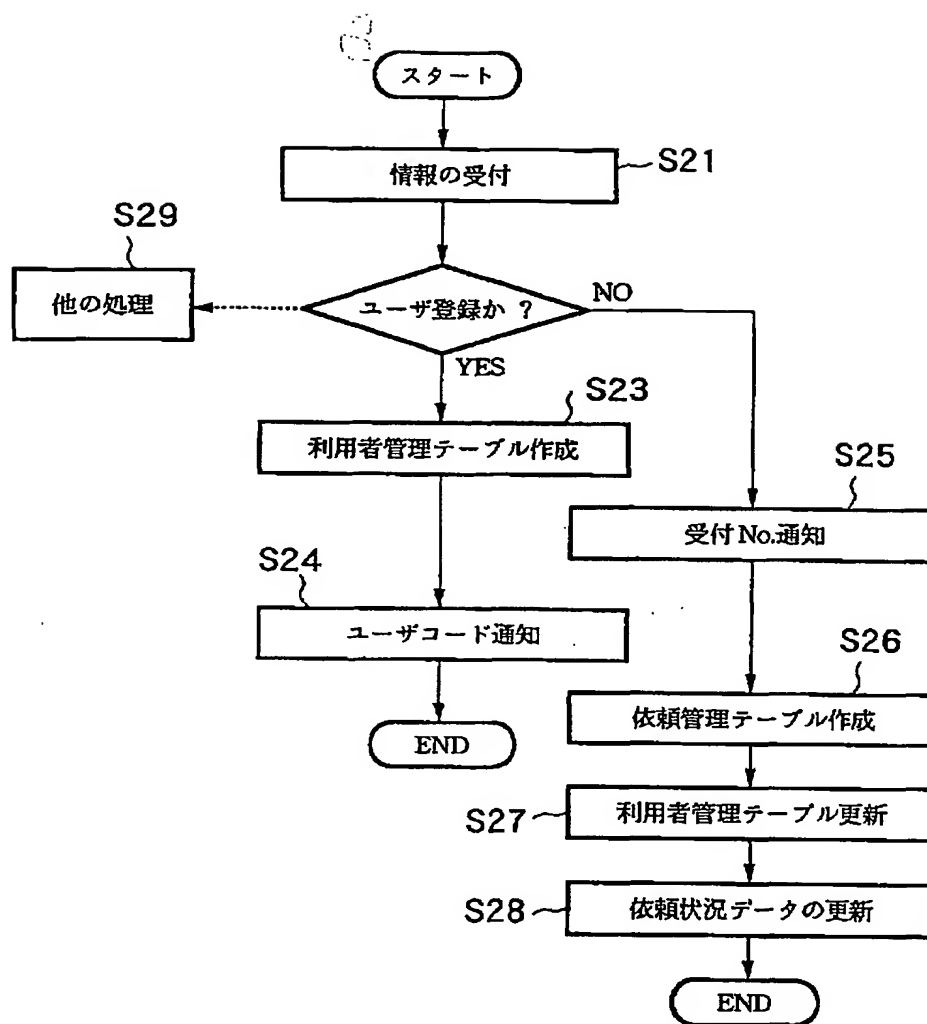 スタート
情報の受付
S21
S29
他の処理
ユーザ登録か ?
NO
YES
S23
利用者管理テーブル作成
S25
受付No.通知
S24
ユーザコード通知
END
S26
依頼管理テーブル作成
S27
利用者管理テーブル更新
S28
依頼状況データの更新
END